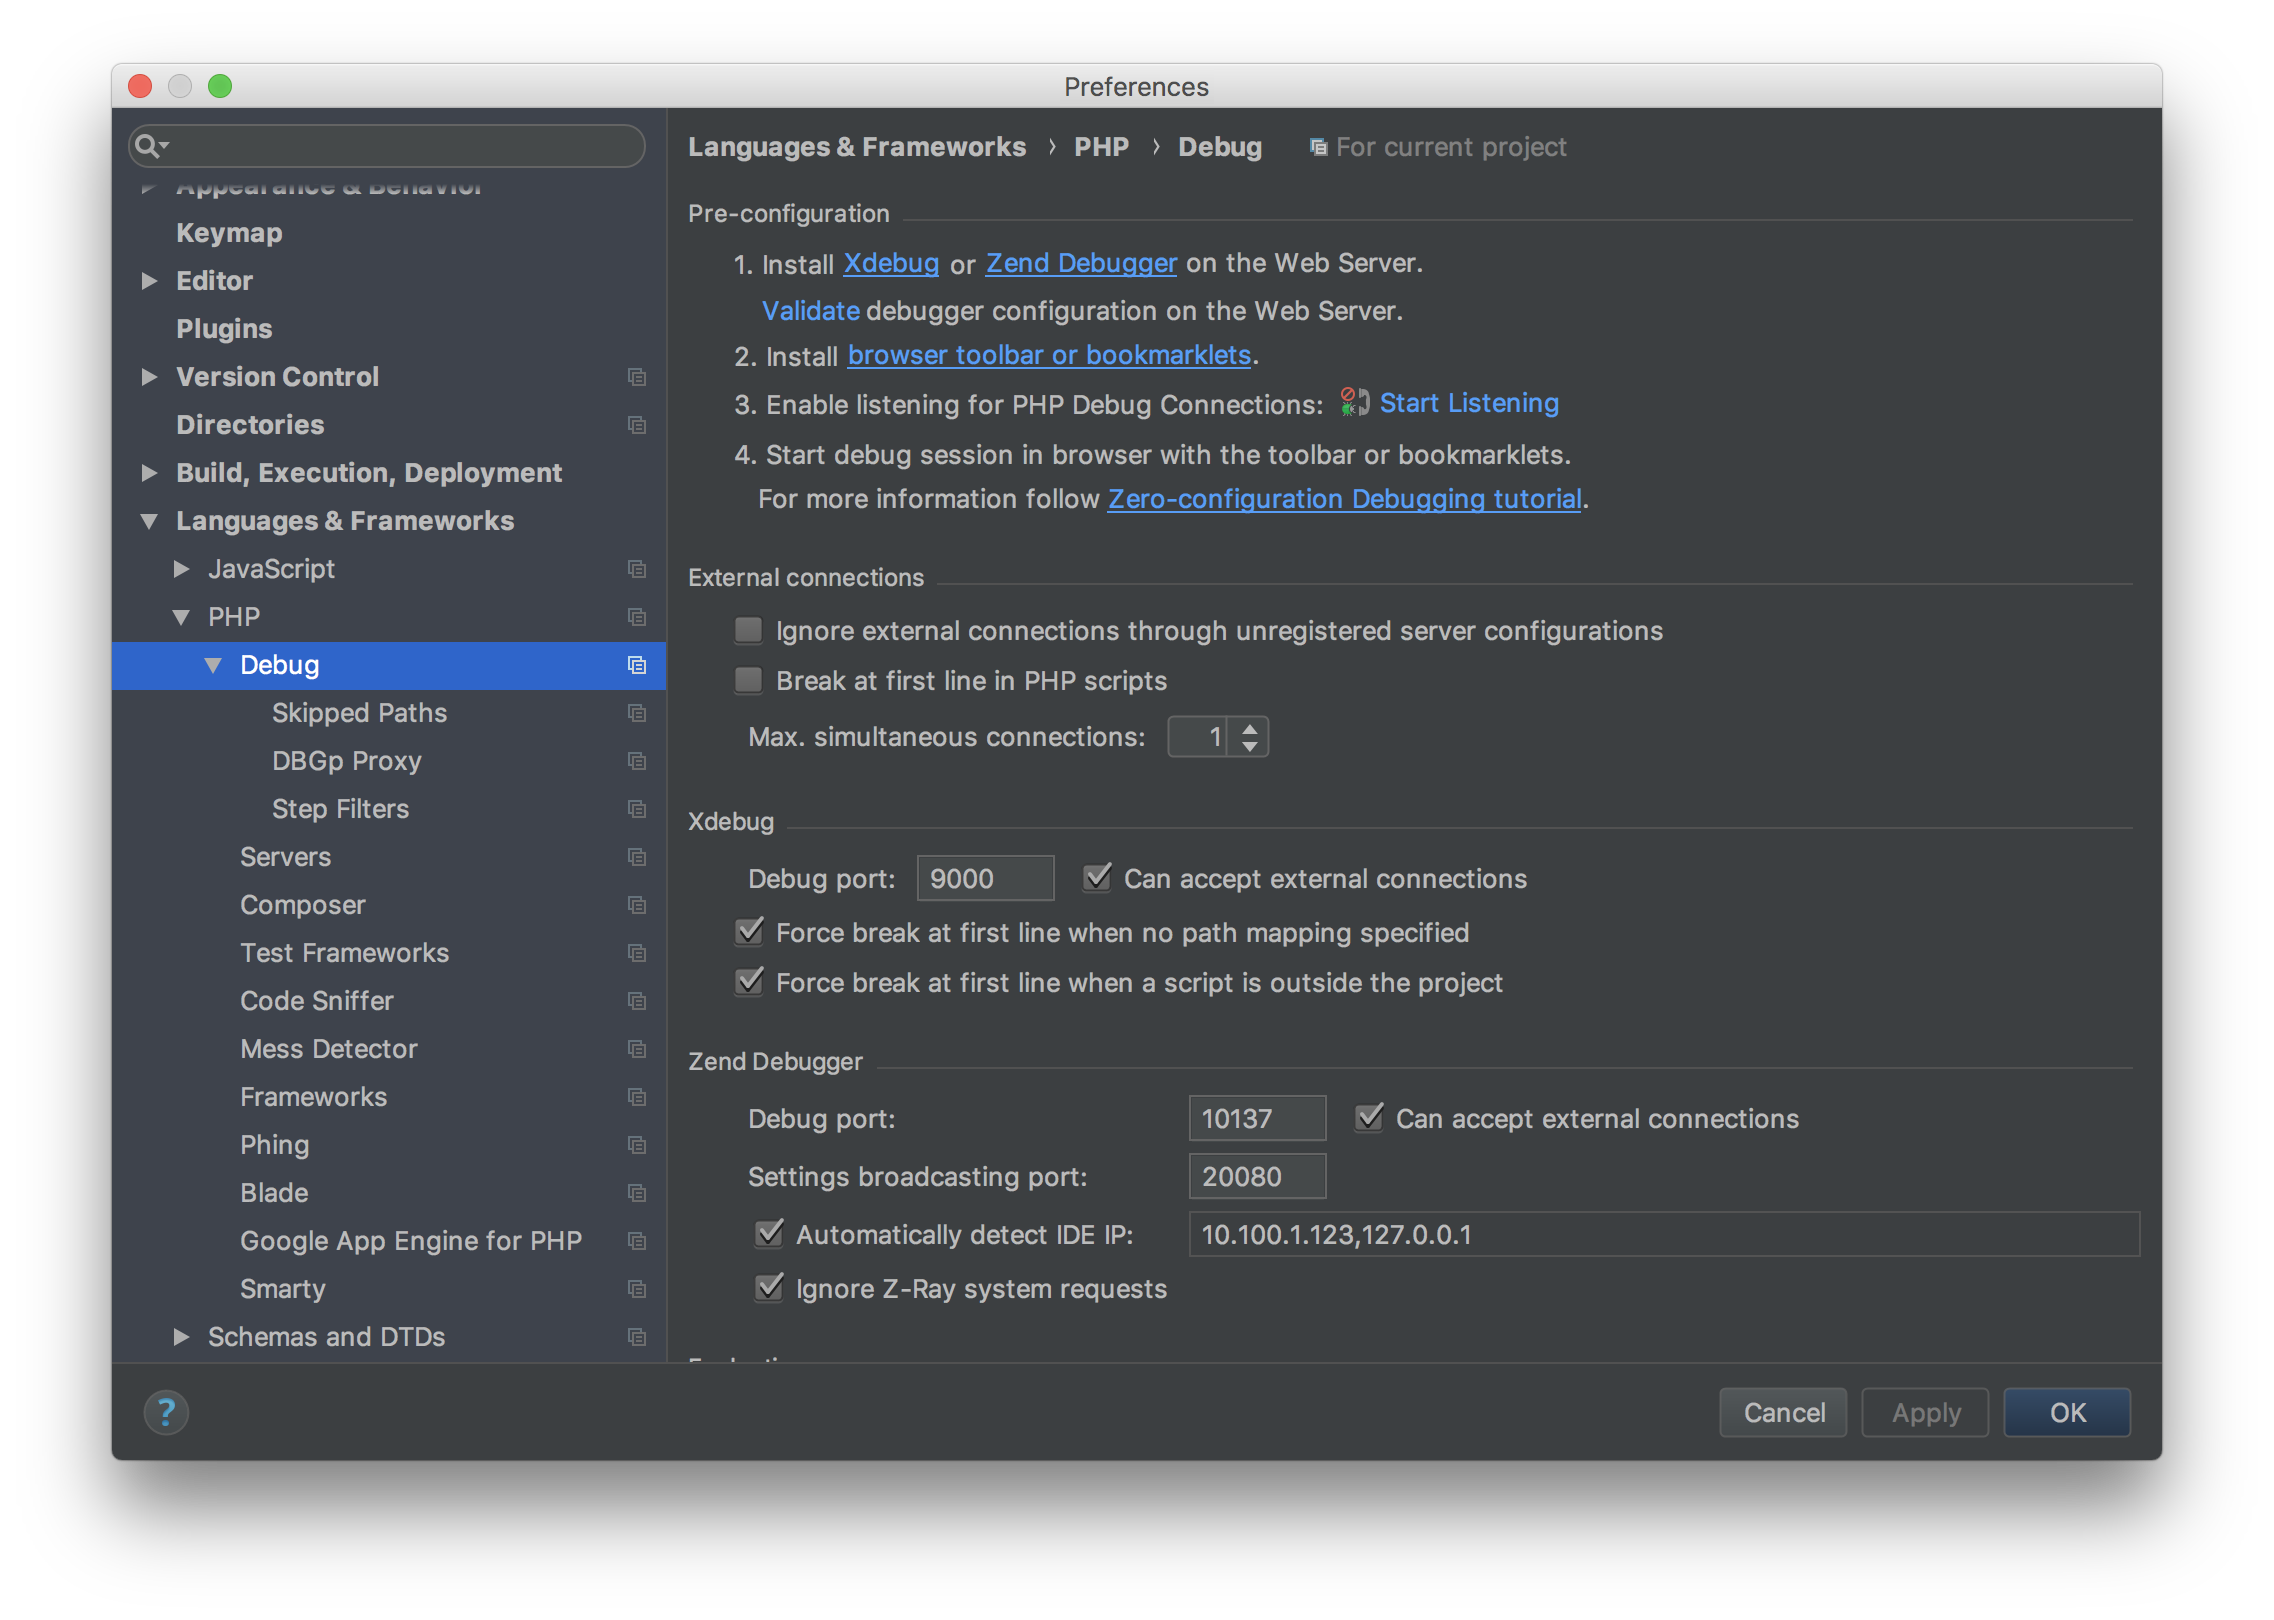 Preferences
Appearance & Behavior
Keymap
Editor
Plugins
Version Control
Directories
Build, Execution, Deployment
Languages & Frameworks
JavaScript
PHP
Debug
Skipped Paths
DBGp Proxy
Step Filters
Servers
Composer
Test Frameworks
Code Sniffer
Mess Detector
Frameworks
Phing
Blade
Google App Engine for PHP
Smarty
Schemas and DTDs
Languages & Frameworks › PHP › Debug For current project
Pre-configuration
1. Install Xdebug or Zend Debugger on the Web Server.
Validate debugger configuration on the Web Server.
2. Install browser toolbar or bookmarklets.
3. Enable listening for PHP Debug Connections: Start Listening
4. Start debug session in browser with the toolbar or bookmarklets.
For more information follow Zero-configuration Debugging tutorial.
External connections
Ignore external connections through unregistered server configurations
Break at first line in PHP scripts
Max. simultaneous connections: 1
Xdebug
Debug port: 9000 Can accept external connections
Force break at first line when no path mapping specified
Force break at first line when a script is outside the project
Zend Debugger
Debug port: 10137 Can accept external connections
Settings broadcasting port: 20080
Automatically detect IDE IP: 10.100.1.123,127.0.0.1
Ignore Z-Ray system requests
? Cancel Apply OK